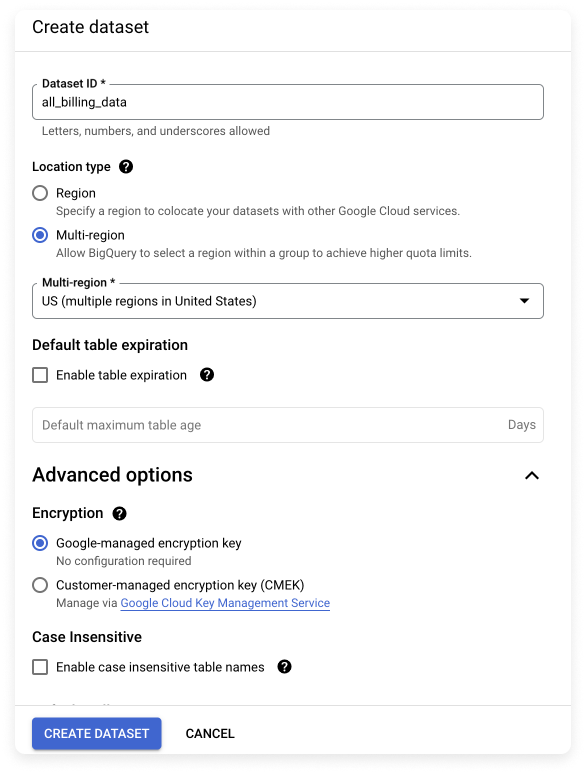 Create dataset
Dataset ID *
all_billing_data
Letters, numbers, and underscores allowed
Location type ?
Region
Specify a region to colocate your datasets with other Google Cloud services.
Multi-region
Allow BigQuery to select a region within a group to achieve higher quota limits.
Multi-region *
US (multiple regions in United States)
Default table expiration
Enable table expiration ?
Default maximum table age Days
Advanced options
Encryption ?
Google-managed encryption key
No configuration required
Customer-managed encryption key (CMEK)
Manage via Google Cloud Key Management Service
Case Insensitive
Enable case insensitive table names ?
CREATE DATASET CANCEL